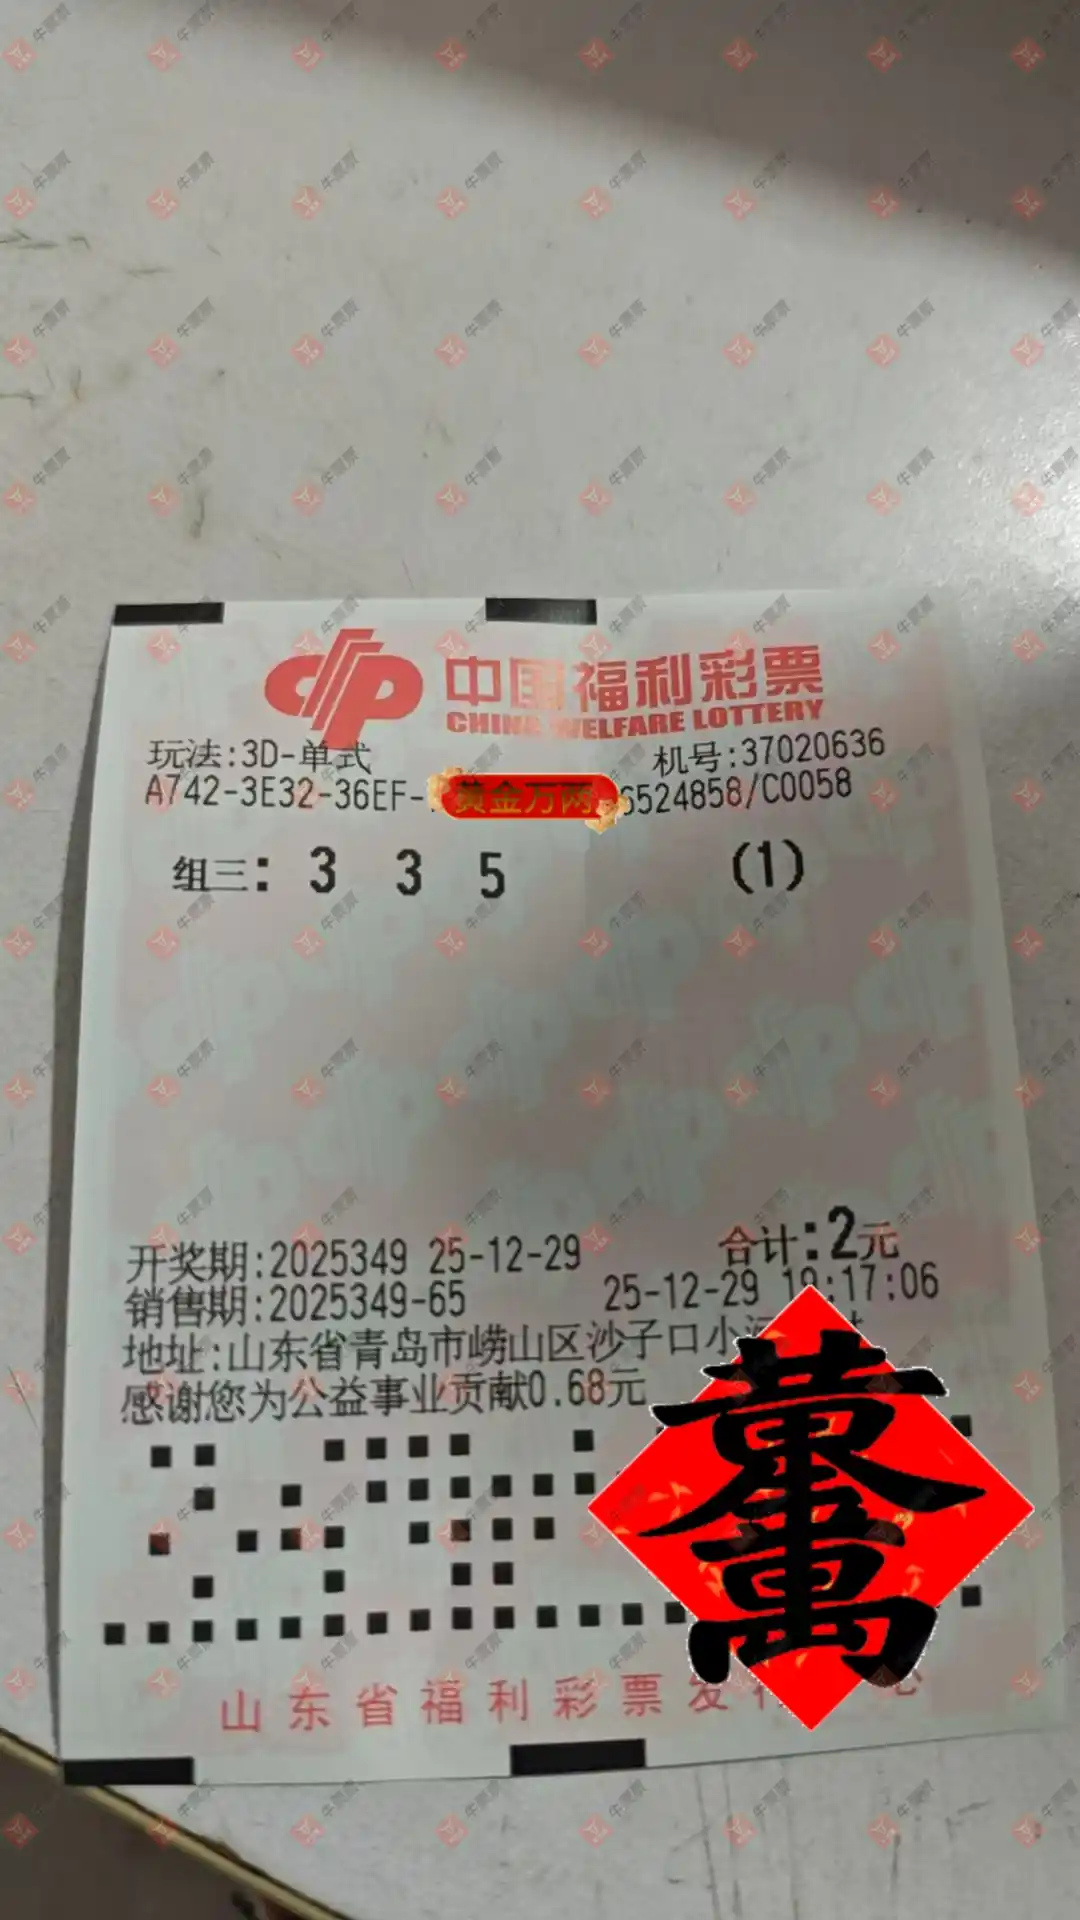 中国福利彩票
CHINA WELFARE LOTTERY
玩法:3D-单式 机号:37020636
A742-3E32-36EF- 黄金万两 6524858/C0058
组三: 3 3 5 (1)
合计:2元
开奖期:2025349 25-12-29
销售期:2025349-65 25-12-29 19:17:06
地址:山东省青岛市崂山区沙子口小
感谢您为公益事业贡献0.68元
山东省福利彩票发
牛票票